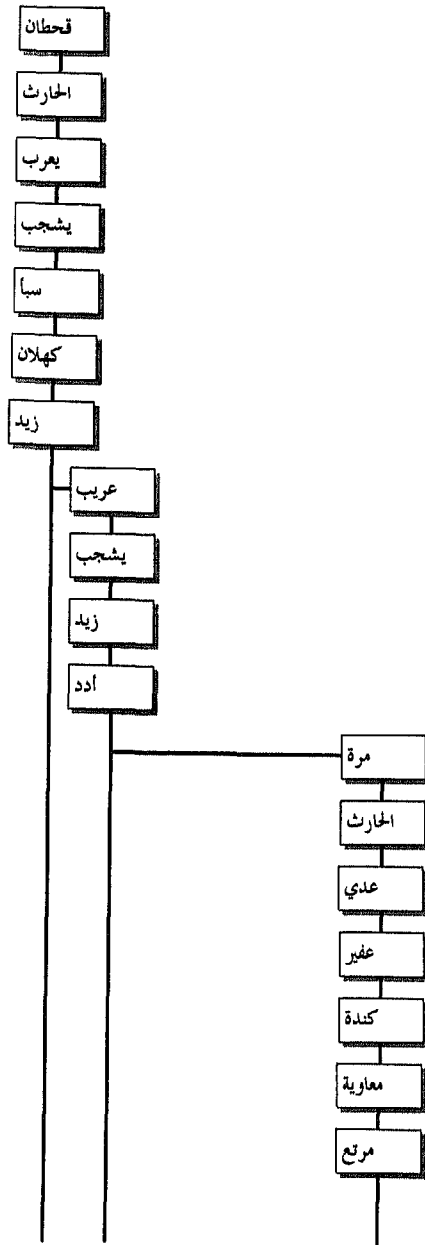 قحطان
الحارث
يعرب
يشجب
سبأ
كهلان
زيد
عريب
يشجب
زيد
أدد
مرة
الحارث
عدي
عفير
كندة
معاوية
مرتع